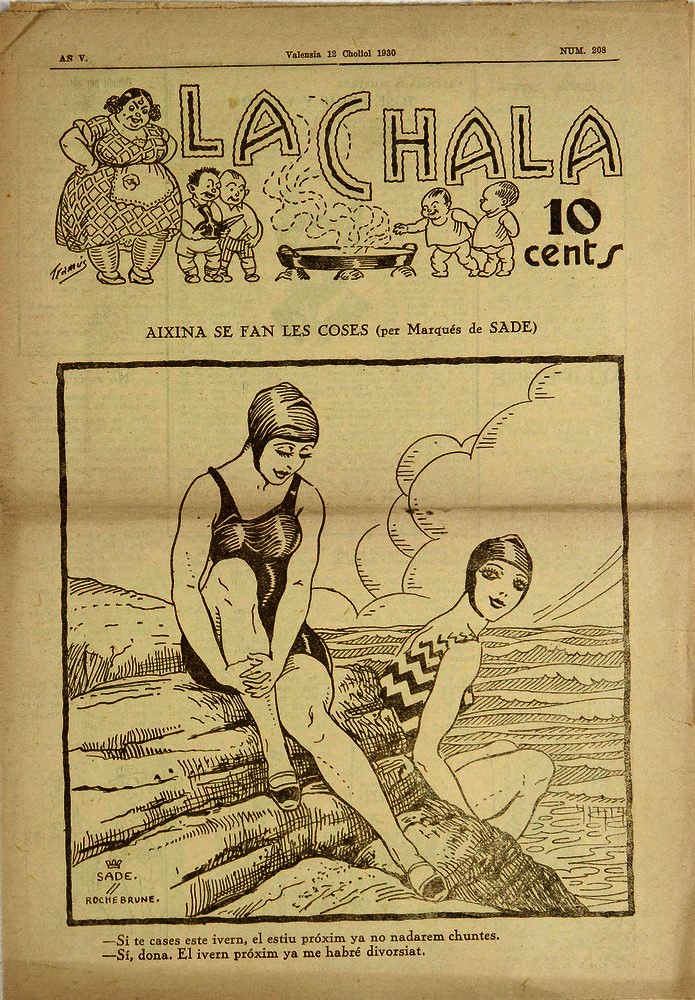 AÑ V.
Valensia 12 Choliol 1930
NUM. 208
LA CHALA
Tramús
10
cents
AIXINA SE FAN LES COSES (per Marqués de SADE)
SADE.
ROCHEBRUNE.
—Si te cases este ivern, el estiu próxim ya no nadarem chuntes.
—Sí, dona. El ivern próxim ya me habré divorsiat.